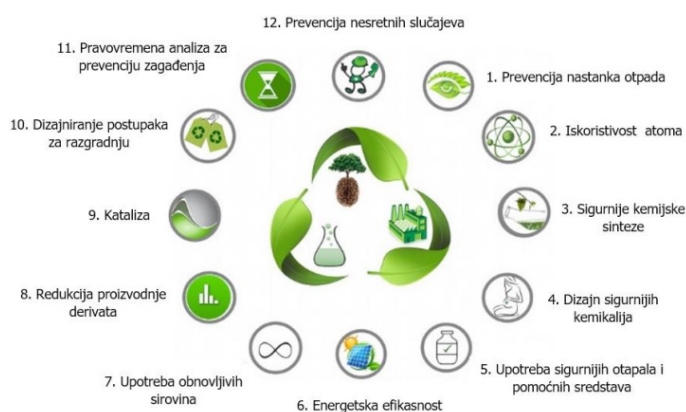 12. Prevencija nesretnih slučajeva
11. Pravovremena analiza za
prevenciju zagađenja
1. Prevencija nastanka otpada
10. Dizajniranje postupaka
za razgradnju
2. Iskoristivost atoma
9. Kataliza
3. Sigurnije kemijske
sinteze
8. Redukcija proizvodnje
derivata
4. Dizajn sigurnijih
kemikalija
7. Upotreba obnovljivih
sirovina
5. Upotreba sigurnijih otapala i
pomoćnih sredstava
6. Energetska efikasnost